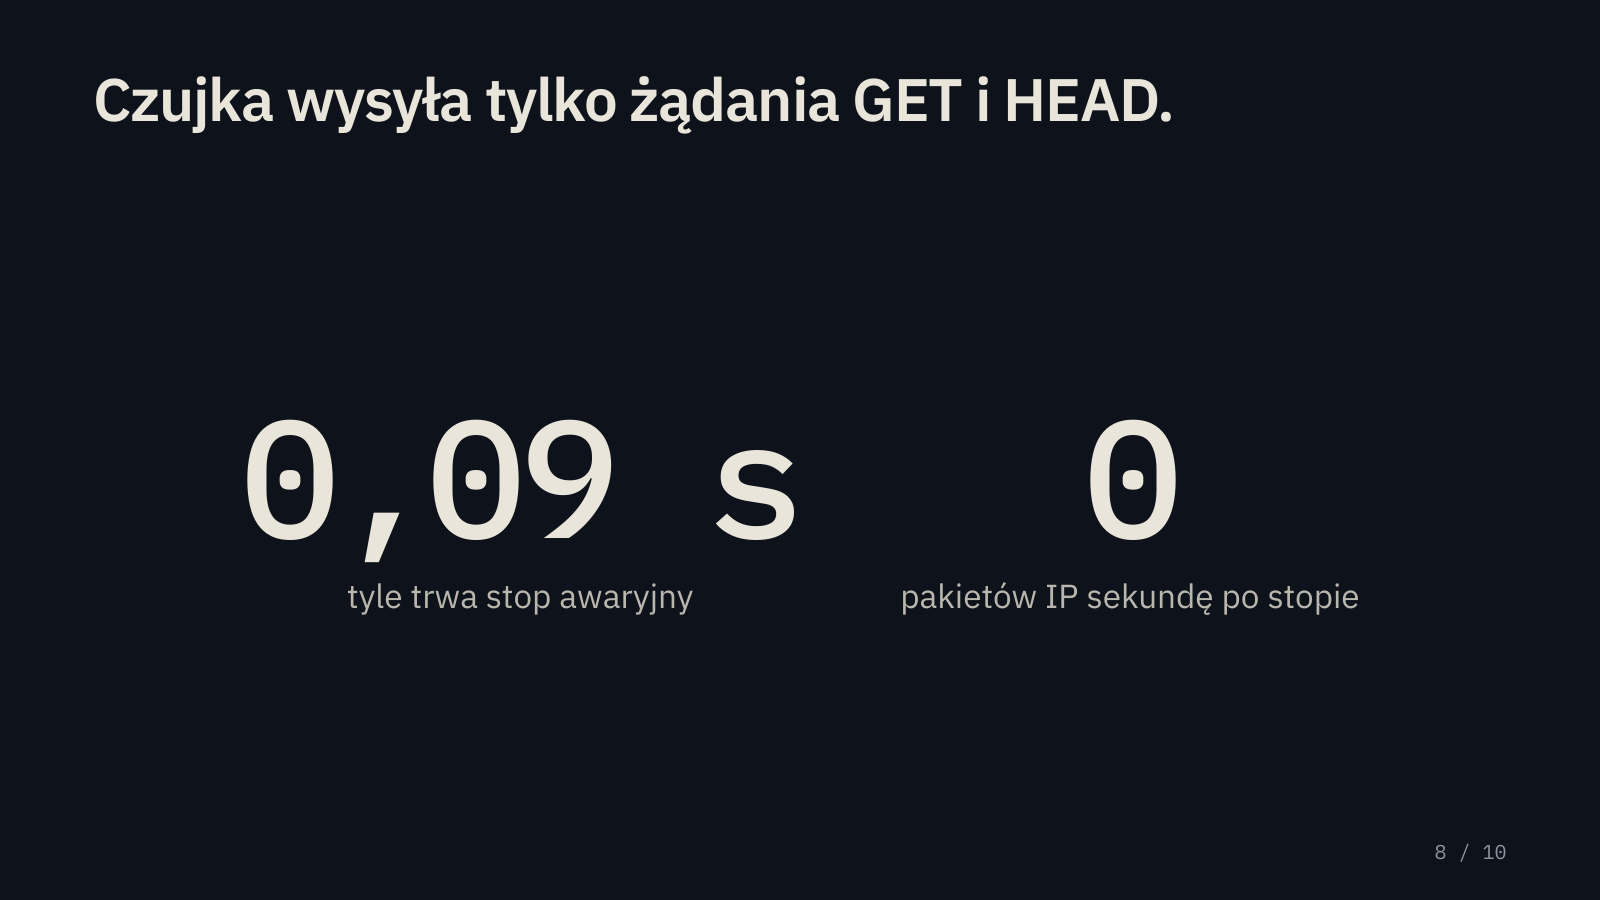 Czujka wysyła tylko żądania GET i HEAD.
0,09 s
tyle trwa stop awaryjny
0
pakietów IP sekundę po stopie
8 / 10